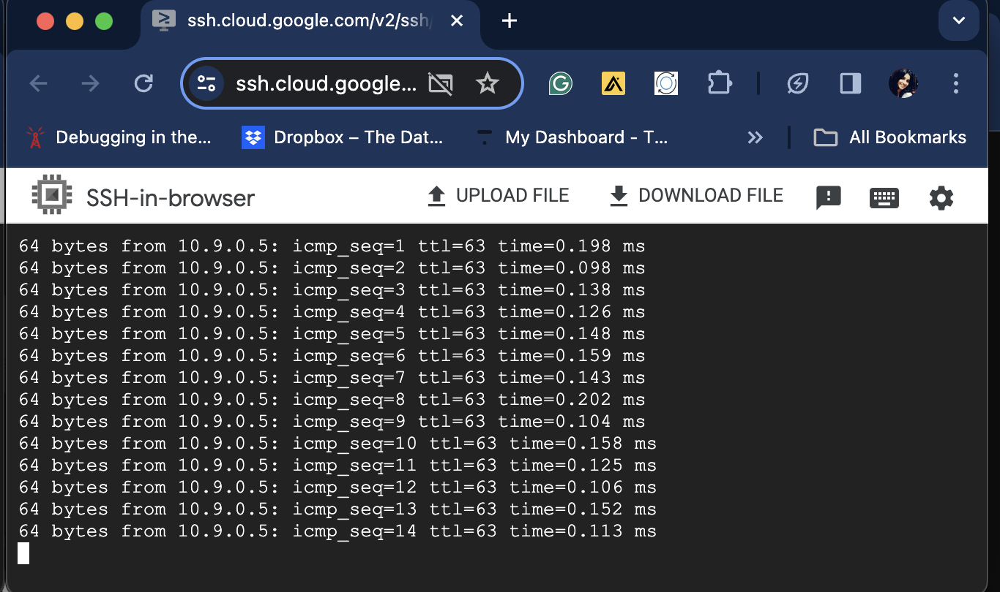 ssh.cloud.google.com/v2/ssh/
ssh.cloud.google...
Debugging in the... Dropbox – The Dat... My Dashboard - T... All Bookmarks
SSH-in-browser UPLOAD FILE DOWNLOAD FILE
64 bytes from 10.9.0.5: icmp_seq=1 ttl=63 time=0.198 ms
64 bytes from 10.9.0.5: icmp_seq=2 ttl=63 time=0.098 ms
64 bytes from 10.9.0.5: icmp_seq=3 ttl=63 time=0.138 ms
64 bytes from 10.9.0.5: icmp_seq=4 ttl=63 time=0.126 ms
64 bytes from 10.9.0.5: icmp_seq=5 ttl=63 time=0.148 ms
64 bytes from 10.9.0.5: icmp_seq=6 ttl=63 time=0.159 ms
64 bytes from 10.9.0.5: icmp_seq=7 ttl=63 time=0.143 ms
64 bytes from 10.9.0.5: icmp_seq=8 ttl=63 time=0.202 ms
64 bytes from 10.9.0.5: icmp_seq=9 ttl=63 time=0.104 ms
64 bytes from 10.9.0.5: icmp_seq=10 ttl=63 time=0.158 ms
64 bytes from 10.9.0.5: icmp_seq=11 ttl=63 time=0.125 ms
64 bytes from 10.9.0.5: icmp_seq=12 ttl=63 time=0.106 ms
64 bytes from 10.9.0.5: icmp_seq=13 ttl=63 time=0.152 ms
64 bytes from 10.9.0.5: icmp_seq=14 ttl=63 time=0.113 ms